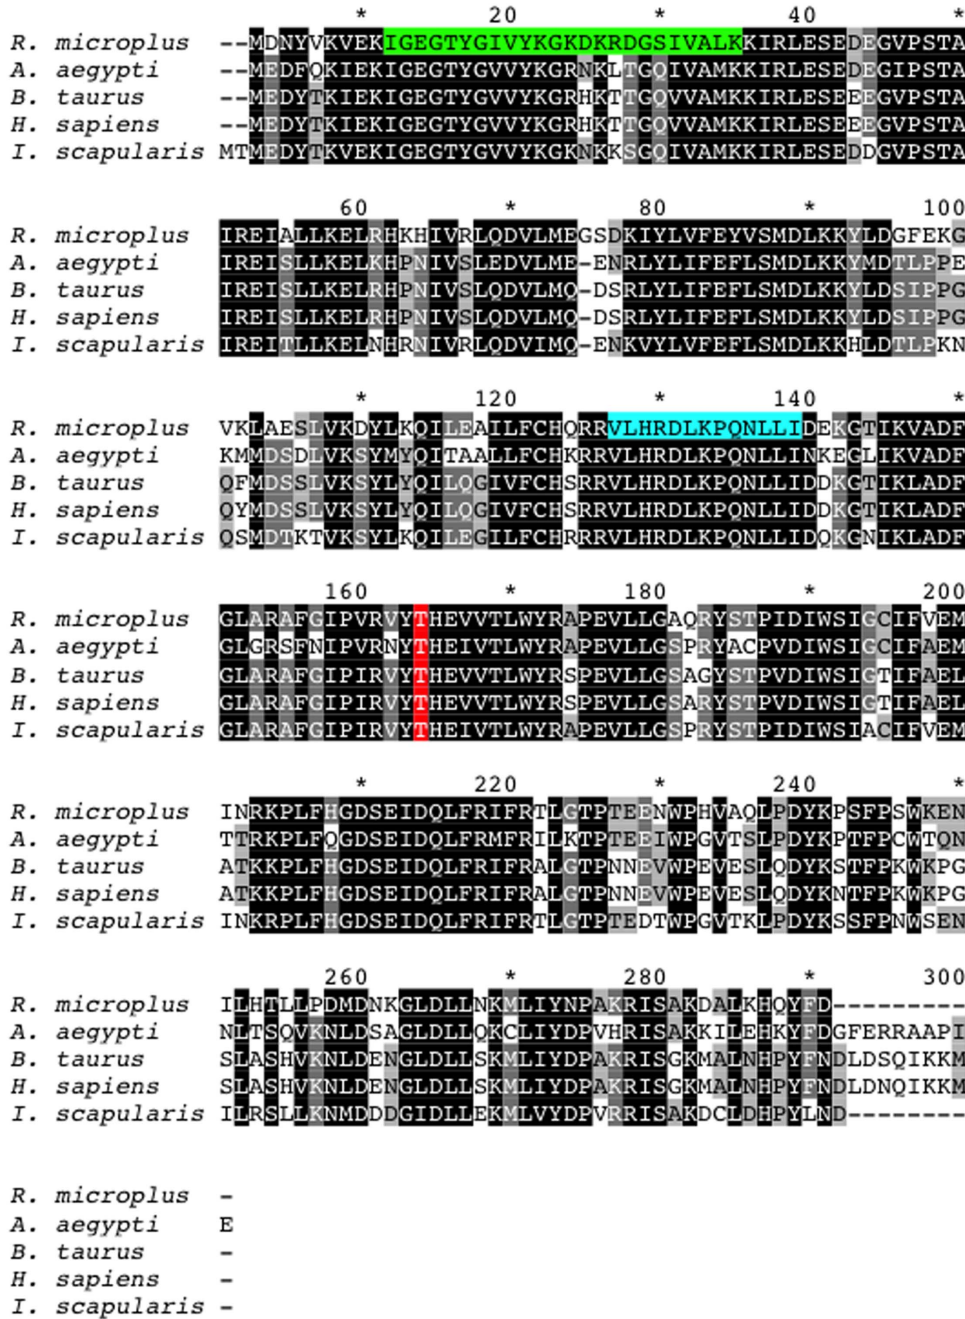 * 20 * 40 *
R. microplus --MDNYVKVEKIGEGTYGIVYKGKDKRDGSIVALKKIRLESEDEGVPSTA
A. aegypti --MEDFQKIEKIGEGTYGVVYKGRNKLTGQIVAMKKIRLESEDEGIPSTA
B. taurus --MEDYTKIEKIGEGTYGVVYKGRHKTTGQVVAMKKIRLESEEEGVPSTA
H. sapiens --MEDYTKIEKIGEGTYGVVYKGRHKTTGQVVAMKKIRLESEEEGVPSTA
I. scapularis MTMEDYTKVEKIGEGTYGVVYKGKNKKSGQIVAMKKIRLESEDDGVPSTA
60 * 80 * 100
R. microplus IREIALLKELRHKHIVRLQDVLMEGSDKIYLVFEYVSMDLKKYLDGFEKG
A. aegypti IREISLLKELKHPNIVSLEDVLME-ENRLYLIFEFLSMDLKKYMDTLPPE
B. taurus IREISLLKELRHPNIVSLQDVLMQ-DSRLYLIFEFLSMDLKKYLDSIPPG
H. sapiens IREISLLKELRHPNIVSLQDVLMQ-DSRLYLIFEFLSMDLKKYLDSIPPG
I. scapularis IREITLLKELNHRNIVRLQDVIMQ-ENKVYLVFEFLSMDLKKHLDTLPKN
* 120 * 140 *
R. microplus VKLAESLVKDYLKQILEAILFCHQRRVLHRDLKPQNLLIDEKGTIKVADF
A. aegypti KMMDSDLVKSYMYQITAALLFCHKRRVLHRDLKPQNLLINKEGLIKVADF
B. taurus QFMDSSLVKSYLYQILQGIVFCHSRRVLHRDLKPQNLLIDDKGTIKLADF
H. sapiens QYMDSSLVKSYLYQILQGIVFCHSRRVLHRDLKPQNLLIDDKGTIKLADF
I. scapularis QSMDTKTVKSYLKQILEGILFCHRRRVLHRDLKPQNLLIDQKGNIKLADF
160 * 180 * 200
R. microplus GLARAFGIPVRVYTHEVVTLWYRAPEVLLGAQRYSTPIDIWSIGCIFVEM
A. aegypti GLGRSFNIPVRNYTHEIVTLWYRAPEVLLGSPRYACPVDIWSIGCIFAEM
B. taurus GLARAFGIPIRVYTHEVVTLWYRSPEVLLGSAGYSTPVDIWSIGTIFAEL
H. sapiens GLARAFGIPIRVYTHEVVTLWYRSPEVLLGSARYSTPVDIWSIGTIFAEL
I. scapularis GLARAFGIPIRVYTHEIVTLWYRAPEVLLGSPRYSTPIDIWSIACIFVEM
* 220 * 240 *
R. microplus INRKPLFHGDSEIDQLFRIFRTLGTPTEENWPHVAQLPDYKPSFPSWKEN
A. aegypti TTRKPLFQGDSEIDQLFRMFRILKTPTEEIWPGVTSLPDYKPTFPCWTQN
B. taurus ATKKPLFHGDSEIDQLFRIFRALGTPNNEVWPEVESLQDYKSTFPKWKPG
H. sapiens ATKKPLFHGDSEIDQLFRIFRALGTPNNEVWPEVESLQDYKNTFPKWKPG
I. scapularis INKRPLFHGDSEIDQLFRIFRTLGTPTEDTWPGVTKLPDYKSSFPNWSEN
260 * 280 * 300
R. microplus ILHTLLPDMDNKGLDLLNKMLIYNPAKRISAKDALKHQYFD---------
A. aegypti NLTSQVKNLDSAGLDLLQKCLIYDPVHRISAKKILEHKYFDGFERRAAPI
B. taurus SLASHVKNLDENGLDLLSKMLIYDPAKRISGKMALNHPYFNDLDSQIKKM
H. sapiens SLASHVKNLDENGLDLLSKMLIYDPAKRISGKMALNHPYFNDLDNQIKKM
I. scapularis ILRSLLKNMDDDGIDLLEKMLVYDPVRRISAKDCLDHPYLND--------
R. microplus -
A. aegypti E
B. taurus -
H. sapiens -
I. scapularis -